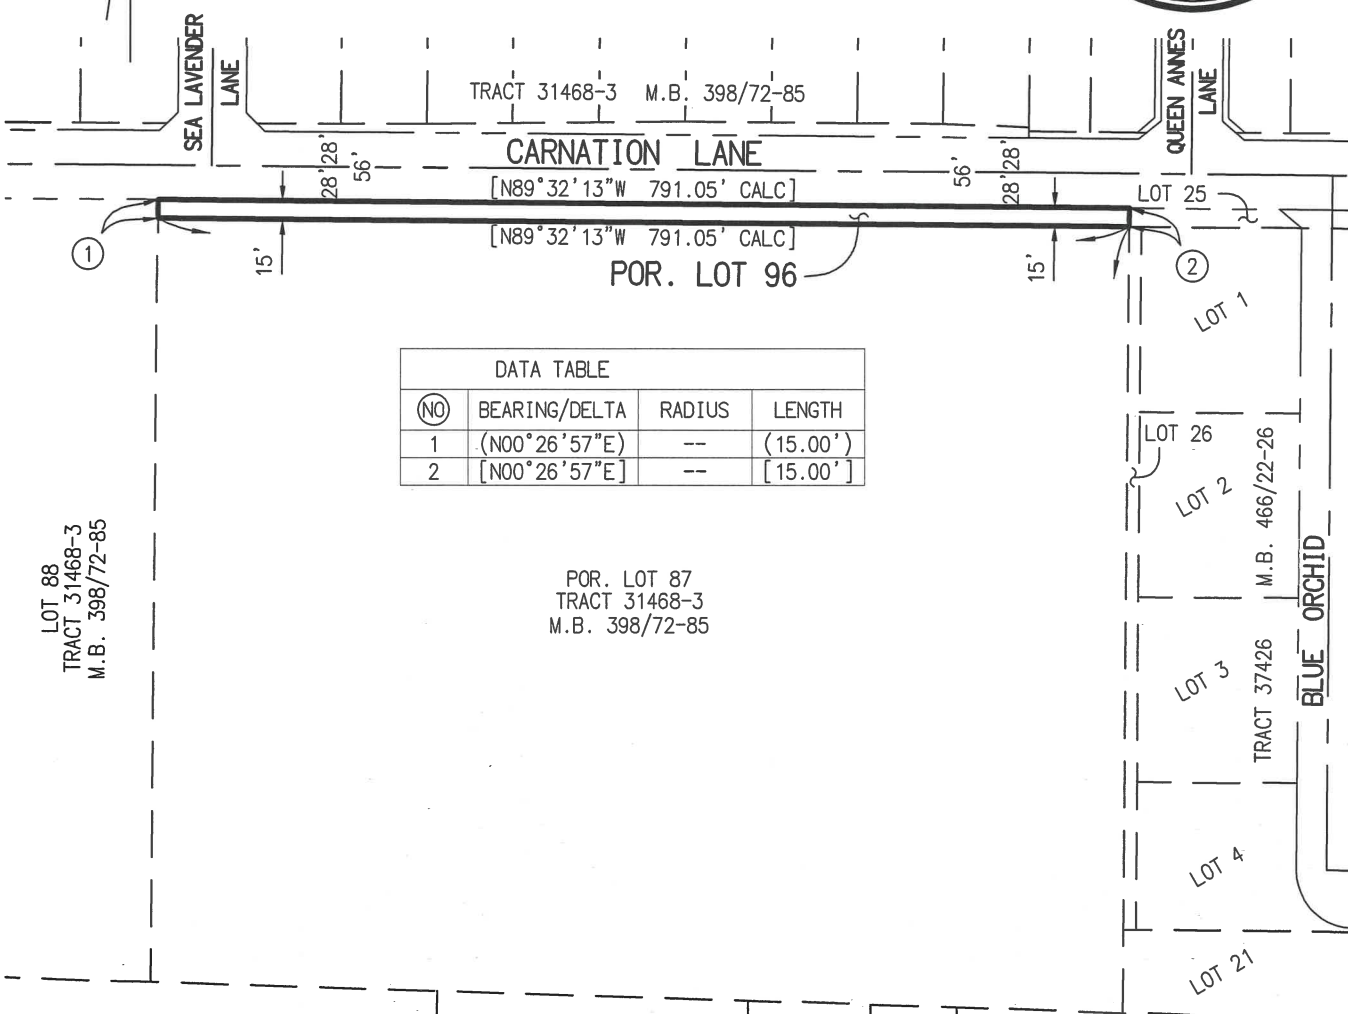 SEA LAVENDER
LANE
QUEEN ANNES
LANE
TRACT 31468-3 M.B. 398/72-85
CARNATION LANE
28' 28'
56'
56'
28' 28'
[N89°32'13"W 791.05' CALC]
LOT 25
[N89°32'13"W 791.05' CALC]
1
15'
POR. LOT 96
15'
2
LOT 1
DATA TABLE
NO BEARING/DELTA RADIUS LENGTH
1 (N00°26'57"E) -- (15.00')
2 [N00°26'57"E] -- [15.00']
LOT 26
LOT 2
M.B. 466/22-26
TRACT 37426
BLUE ORCHID
LOT 88
TRACT 31468-3
M.B. 398/72-85
POR. LOT 87
TRACT 31468-3
M.B. 398/72-85
LOT 3
LOT 4
LOT 21